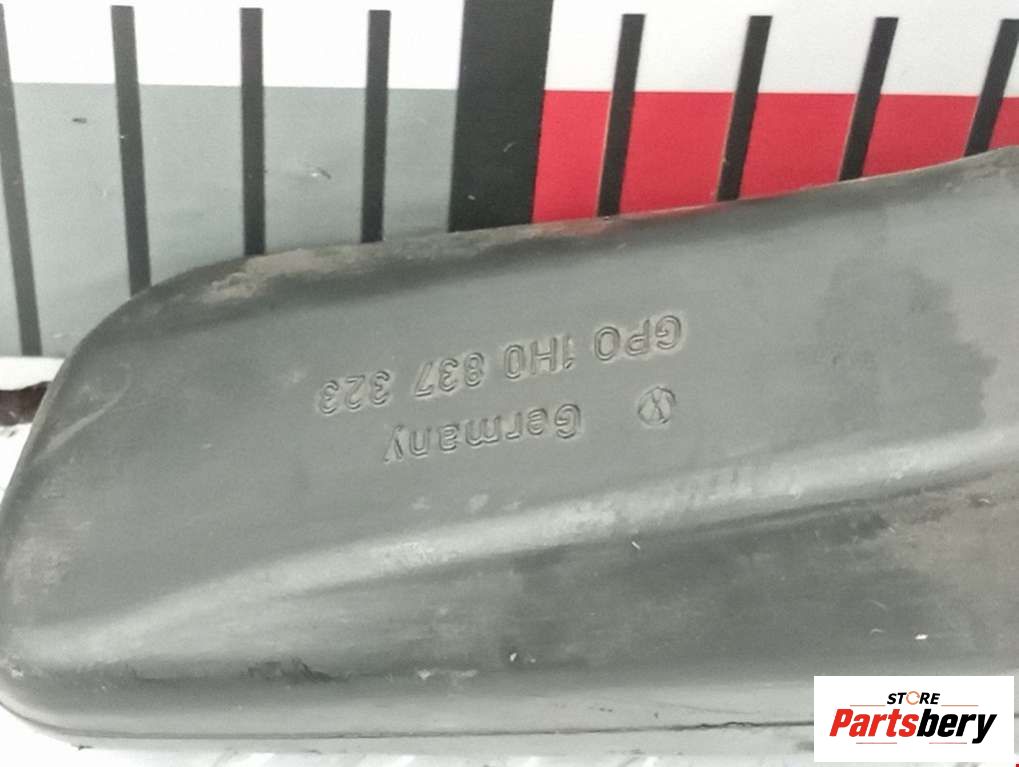 GPO 1H0 837 323
Germany
STORE
Partsbery